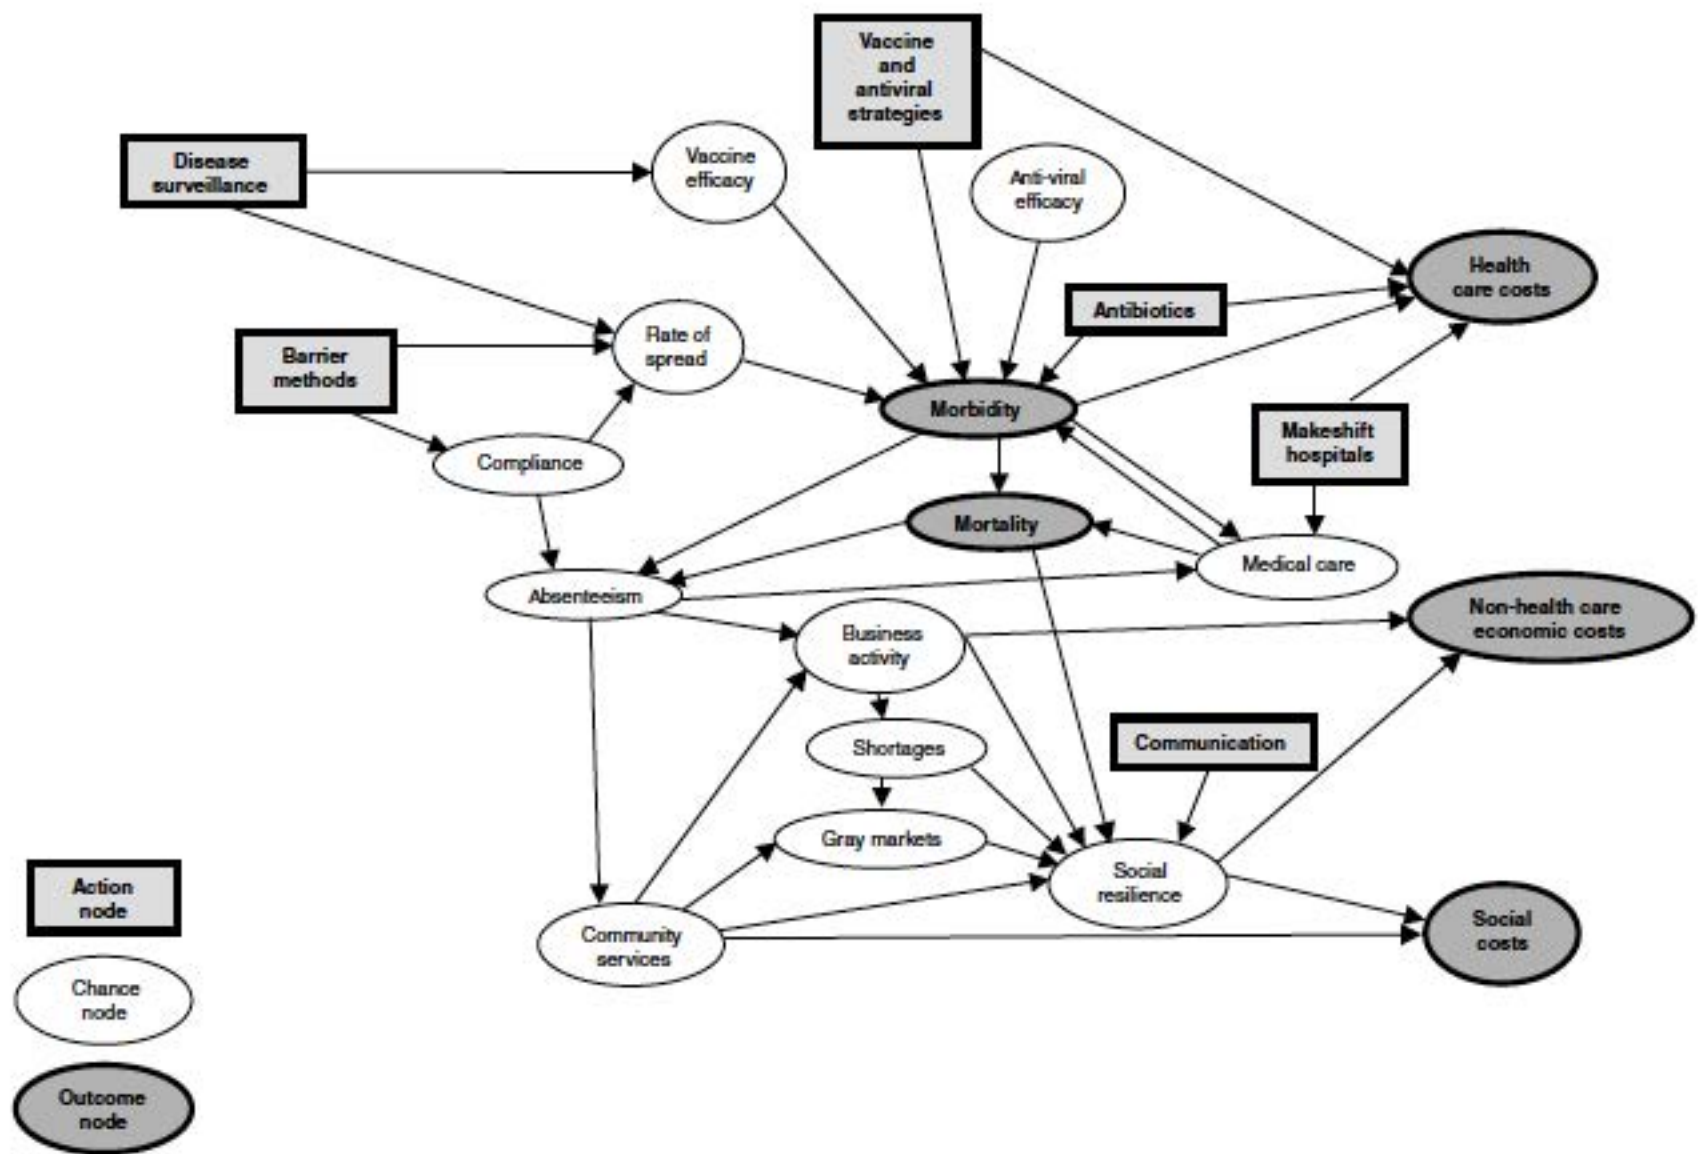 Vaccine
and
antiviral
strategies
Disease
surveillance
Vaccine
efficacy
Anti-viral
efficacy
Health
care costs
Antibiotics
Rate of
spread
Barrier
methods
Morbidity
Makeshift
hospitals
Compliance
Mortality
Medical care
Absenteeism
Non-health care
economic costs
Business
activity
Shortages
Communication
Gray markets
Social
resilience
Community
services
Social
costs
Action
node
Chance
node
Outcome
node